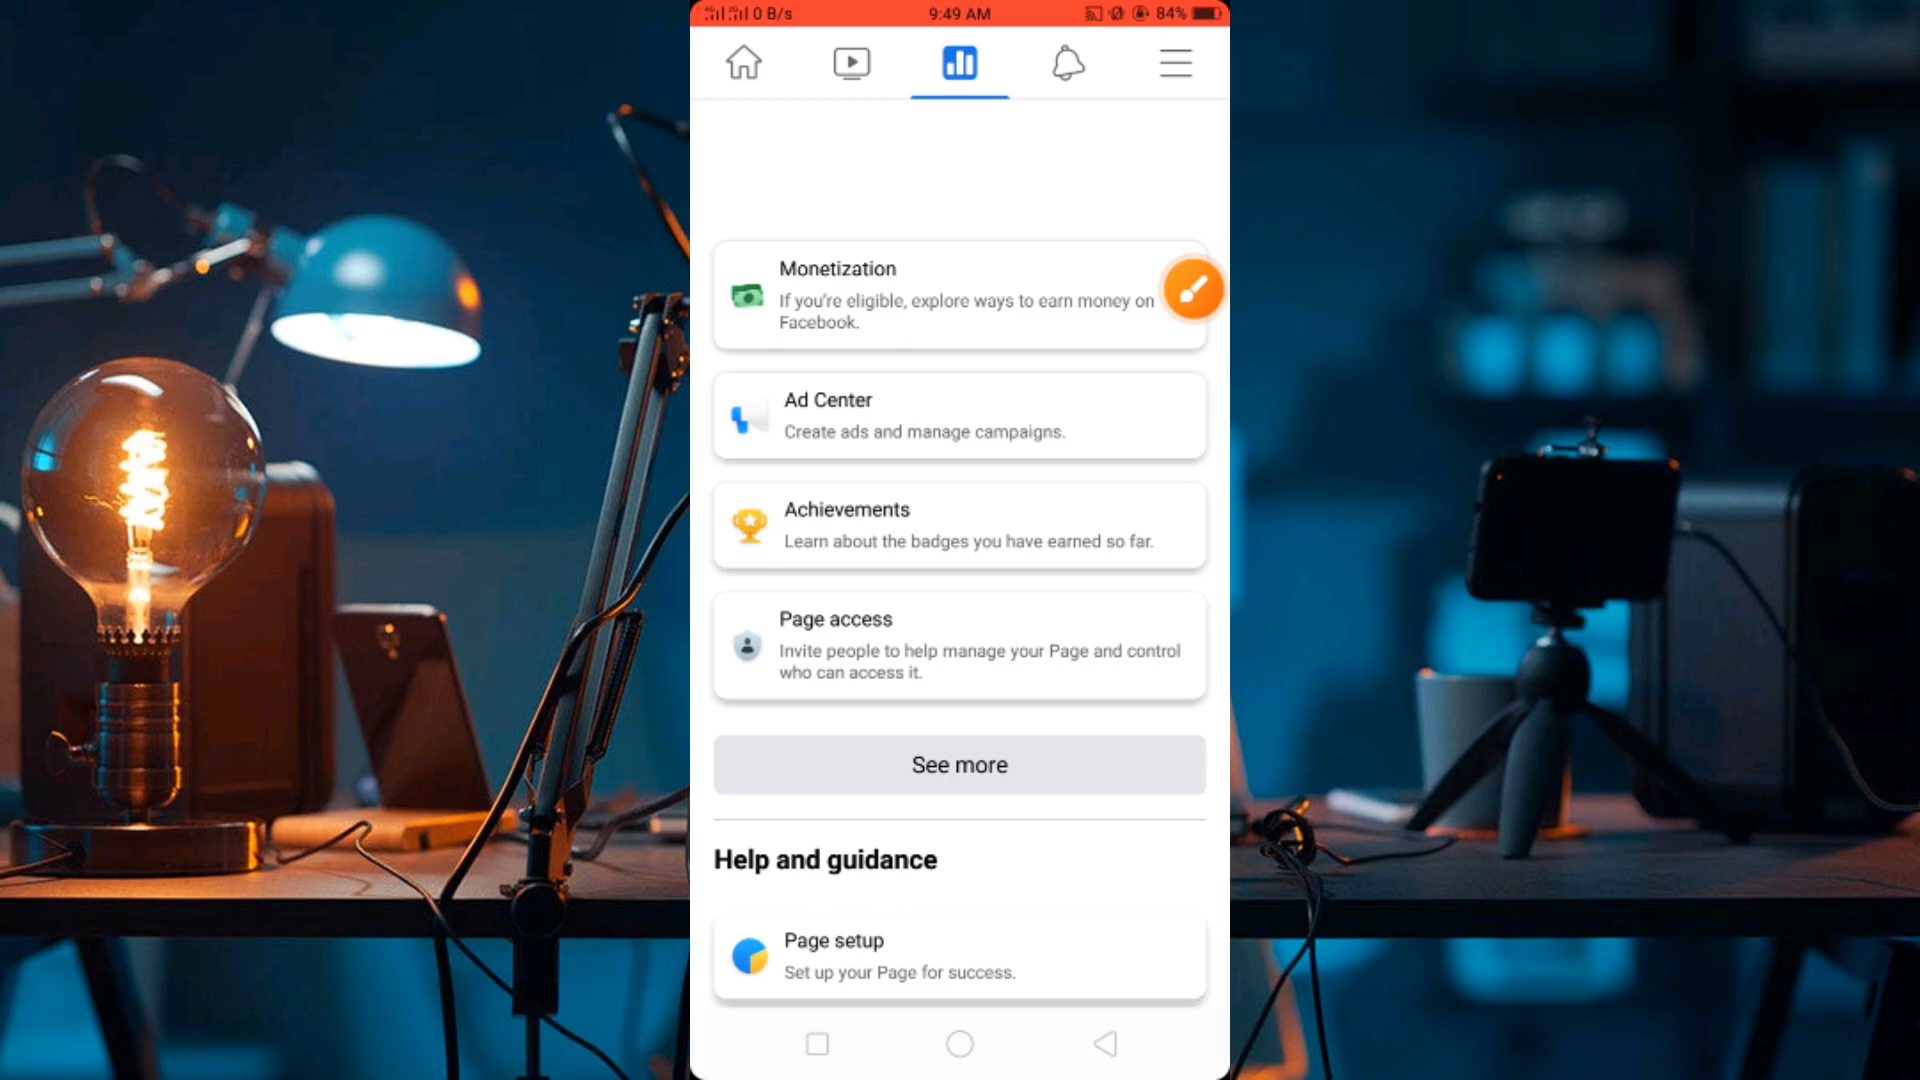 0 B/s 9:49 AM 84%
Monetization
If you're eligible, explore ways to earn money on
Facebook.
Ad Center
Create ads and manage campaigns.
Achievements
Learn about the badges you have earned so far.
Page access
Invite people to help manage your Page and control
who can access it.
See more
Help and guidance
Page setup
Set up your Page for success.